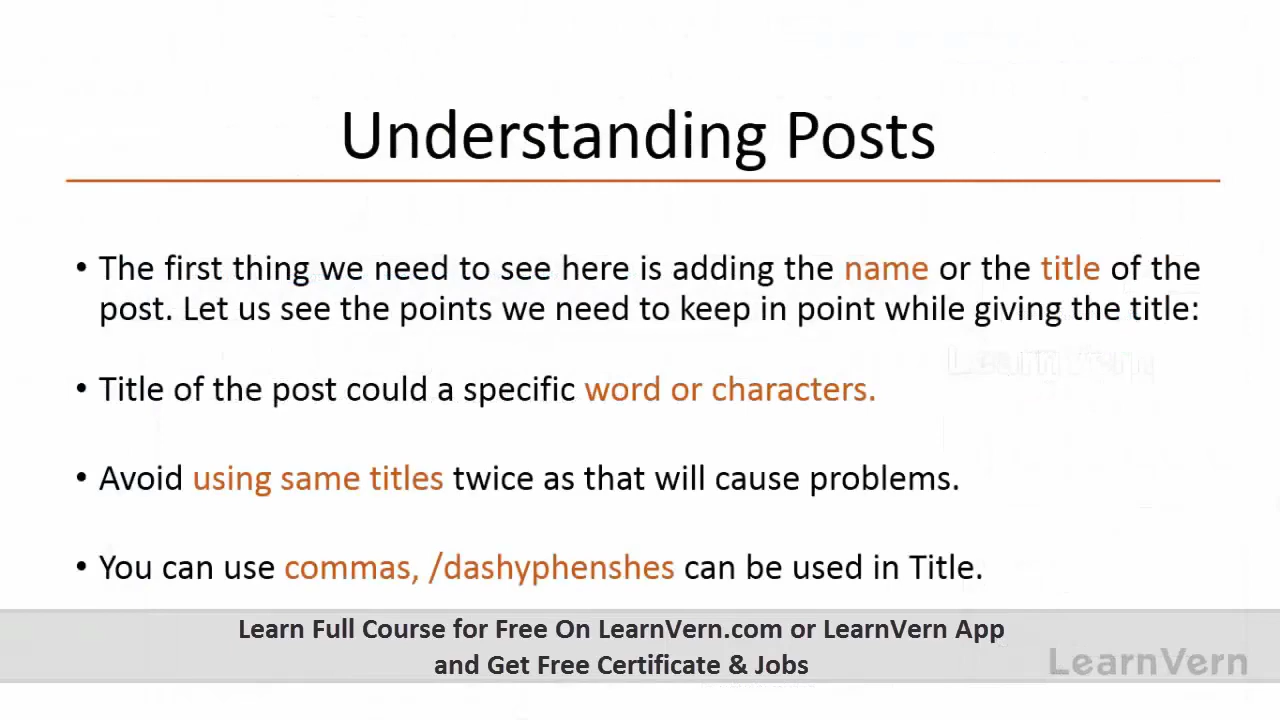 Understanding Posts
• The first thing we need to see here is adding the name or the title of the
post. Let us see the points we need to keep in point while giving the title:
LearnVern
• Title of the post could a specific word or characters.
• Avoid using same titles twice as that will cause problems.
• You can use commas, /dashyphenshes can be used in Title.
Learn Full Course for Free On LearnVern.com or LearnVern App
and Get Free Certificate & Jobs
LearnVern